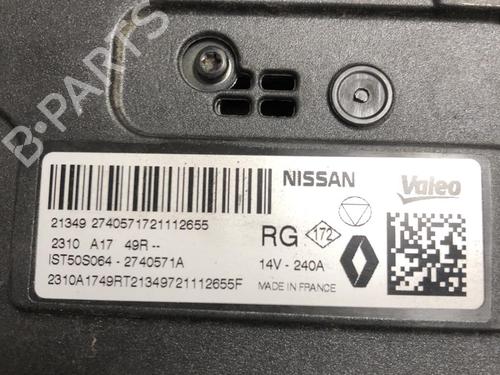 B-PARTS
NISSAN
Valeo
21349 2740571721112655
2310 A17 49R --
RG 172
IST50S064 - 2740571A
14V - 240A
2310A1749RT21349721112655F
MADE IN FRANCE